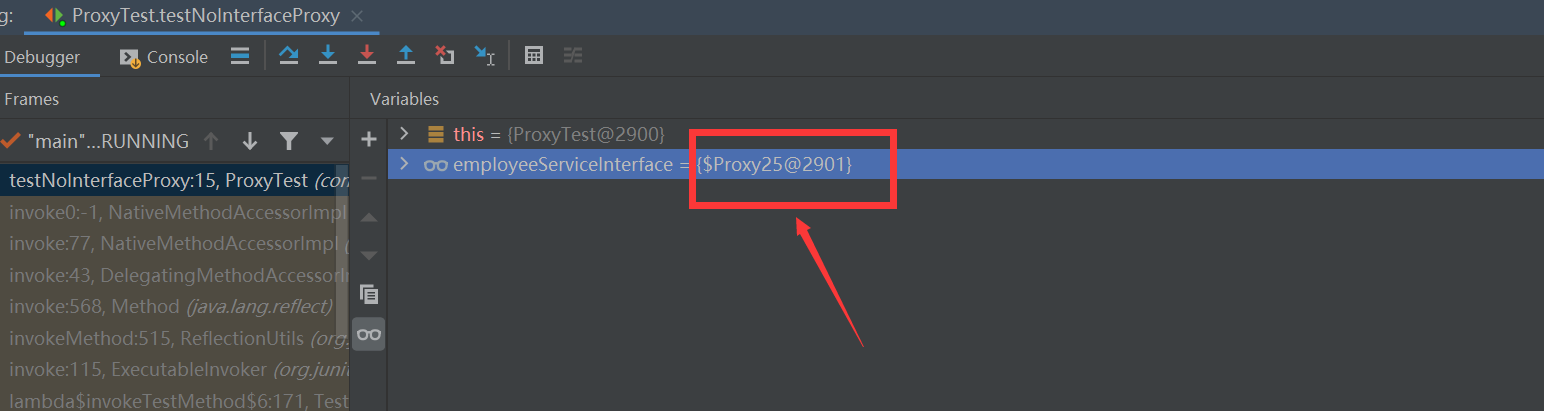 g: ProxyTest.testNoInterfaceProxy
Debugger Console
Frames
Variables
"main"...RUNNING
this = {ProxyTest@2900}
employeeServiceInterface = {$Proxy25@2901}
testNoInterfaceProxy:15, ProxyTest (com
invoke0:-1, NativeMethodAccessorImpl
invoke:77, NativeMethodAccessorImpl (
invoke:43, DelegatingMethodAccessorI
invoke:568, Method (java.lang.reflect)
invokeMethod:515, ReflectionUtils (org.
invoke:115, ExecutableInvoker (org.junit
lambda$invokeTestMethod$6:171, Test